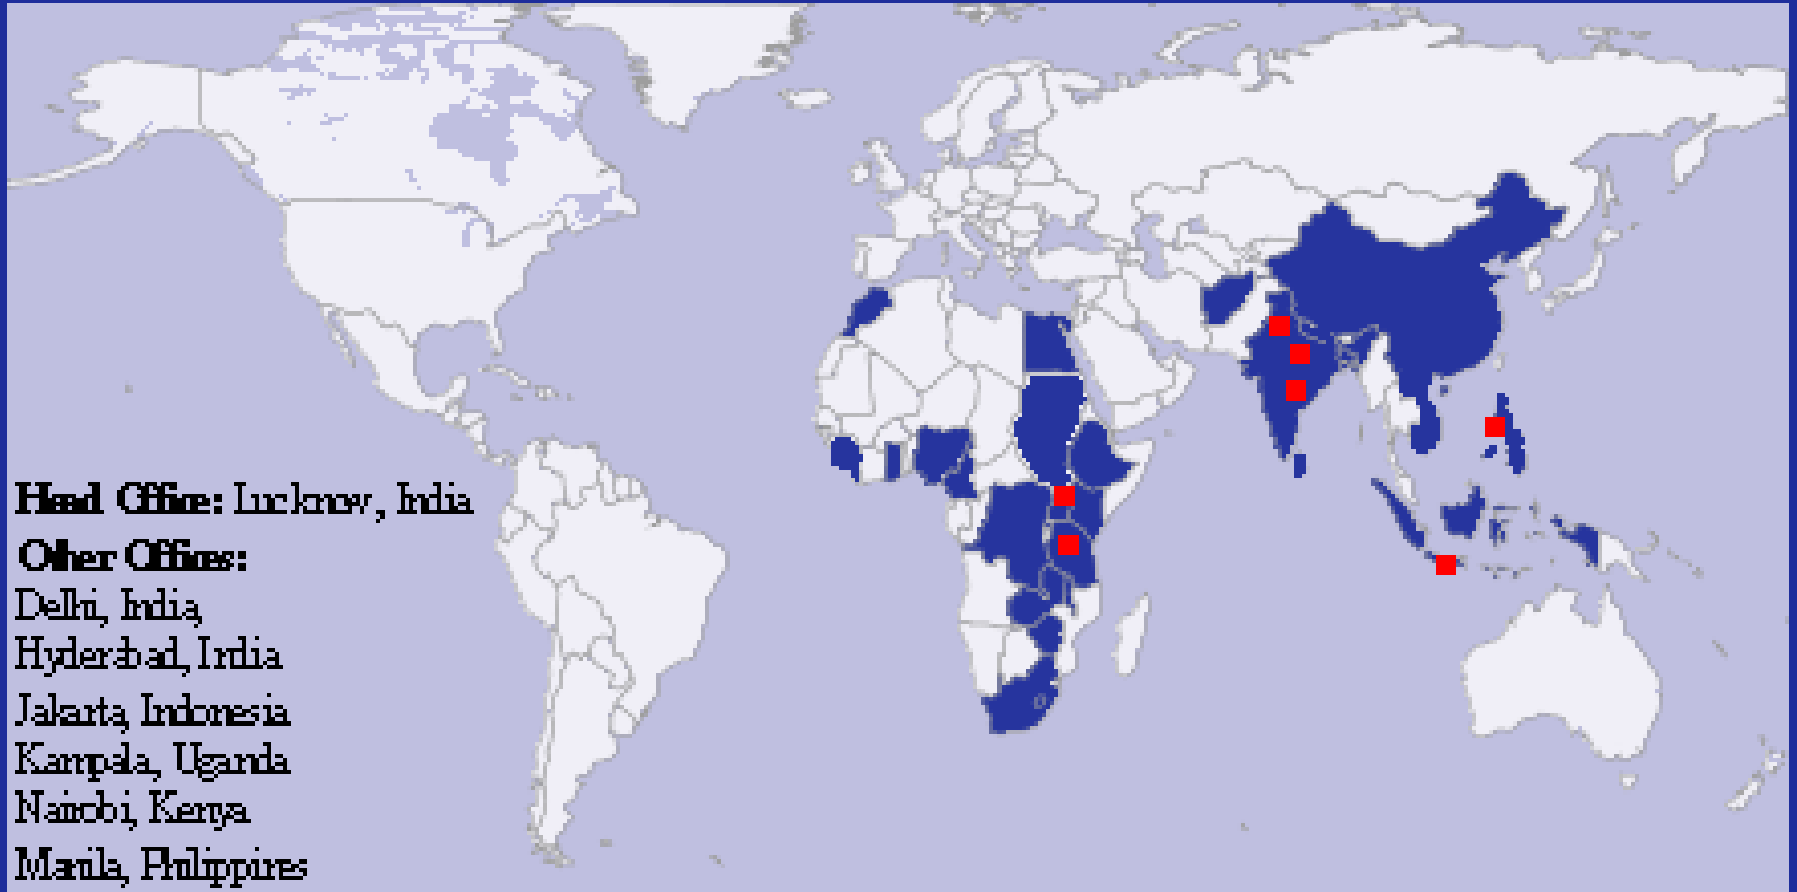 Head Office: Lucknow, India
Other Offices:
Delhi, India,
Hyderabad, India
Jakarta, Indonesia
Kampala, Uganda
Nairobi, Kenya
Manila, Philippines